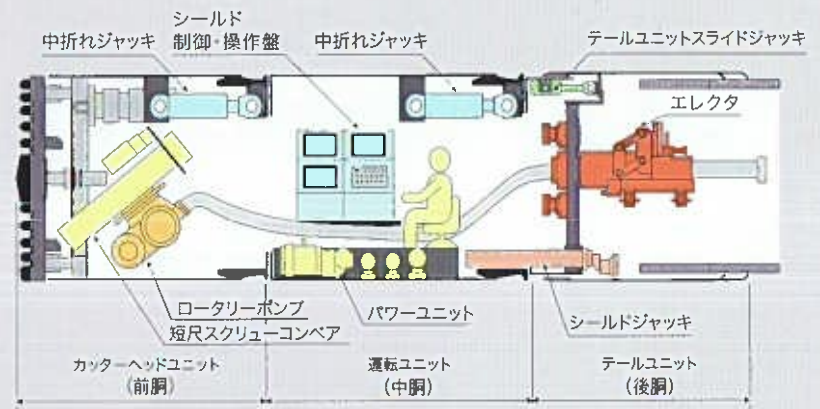 シールド
制御・操作盤
中折れジャッキ
中折れジャッキ
テールユニットスライドジャッキ
エレクタ
ロータリーポンプ
短尺スクリューコンベア
パワーユニット
シールドジャッキ
カッターヘッドユニット
(前胴)
運転ユニット
(中胴)
テールユニット
(後胴)